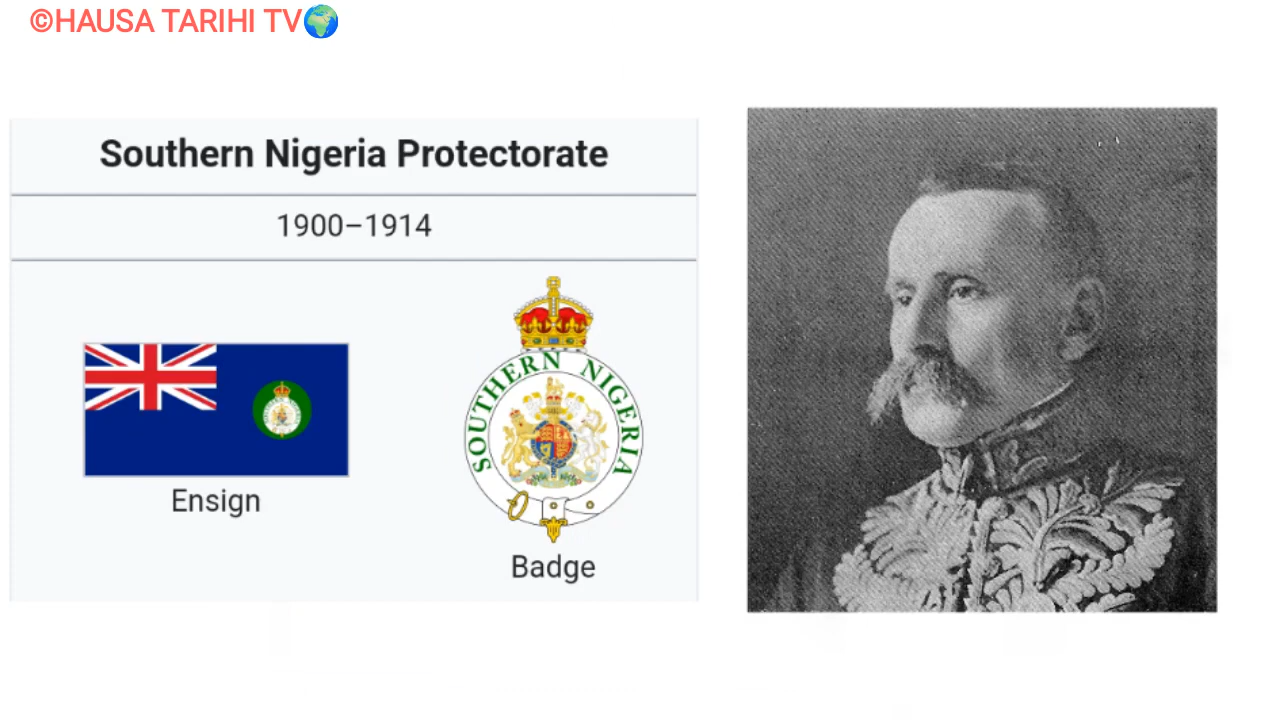 ©HAUSA TARIHI TV🌍
Southern Nigeria Protectorate
1900–1914
SOUTHERN NIGERIA
Ensign
Badge